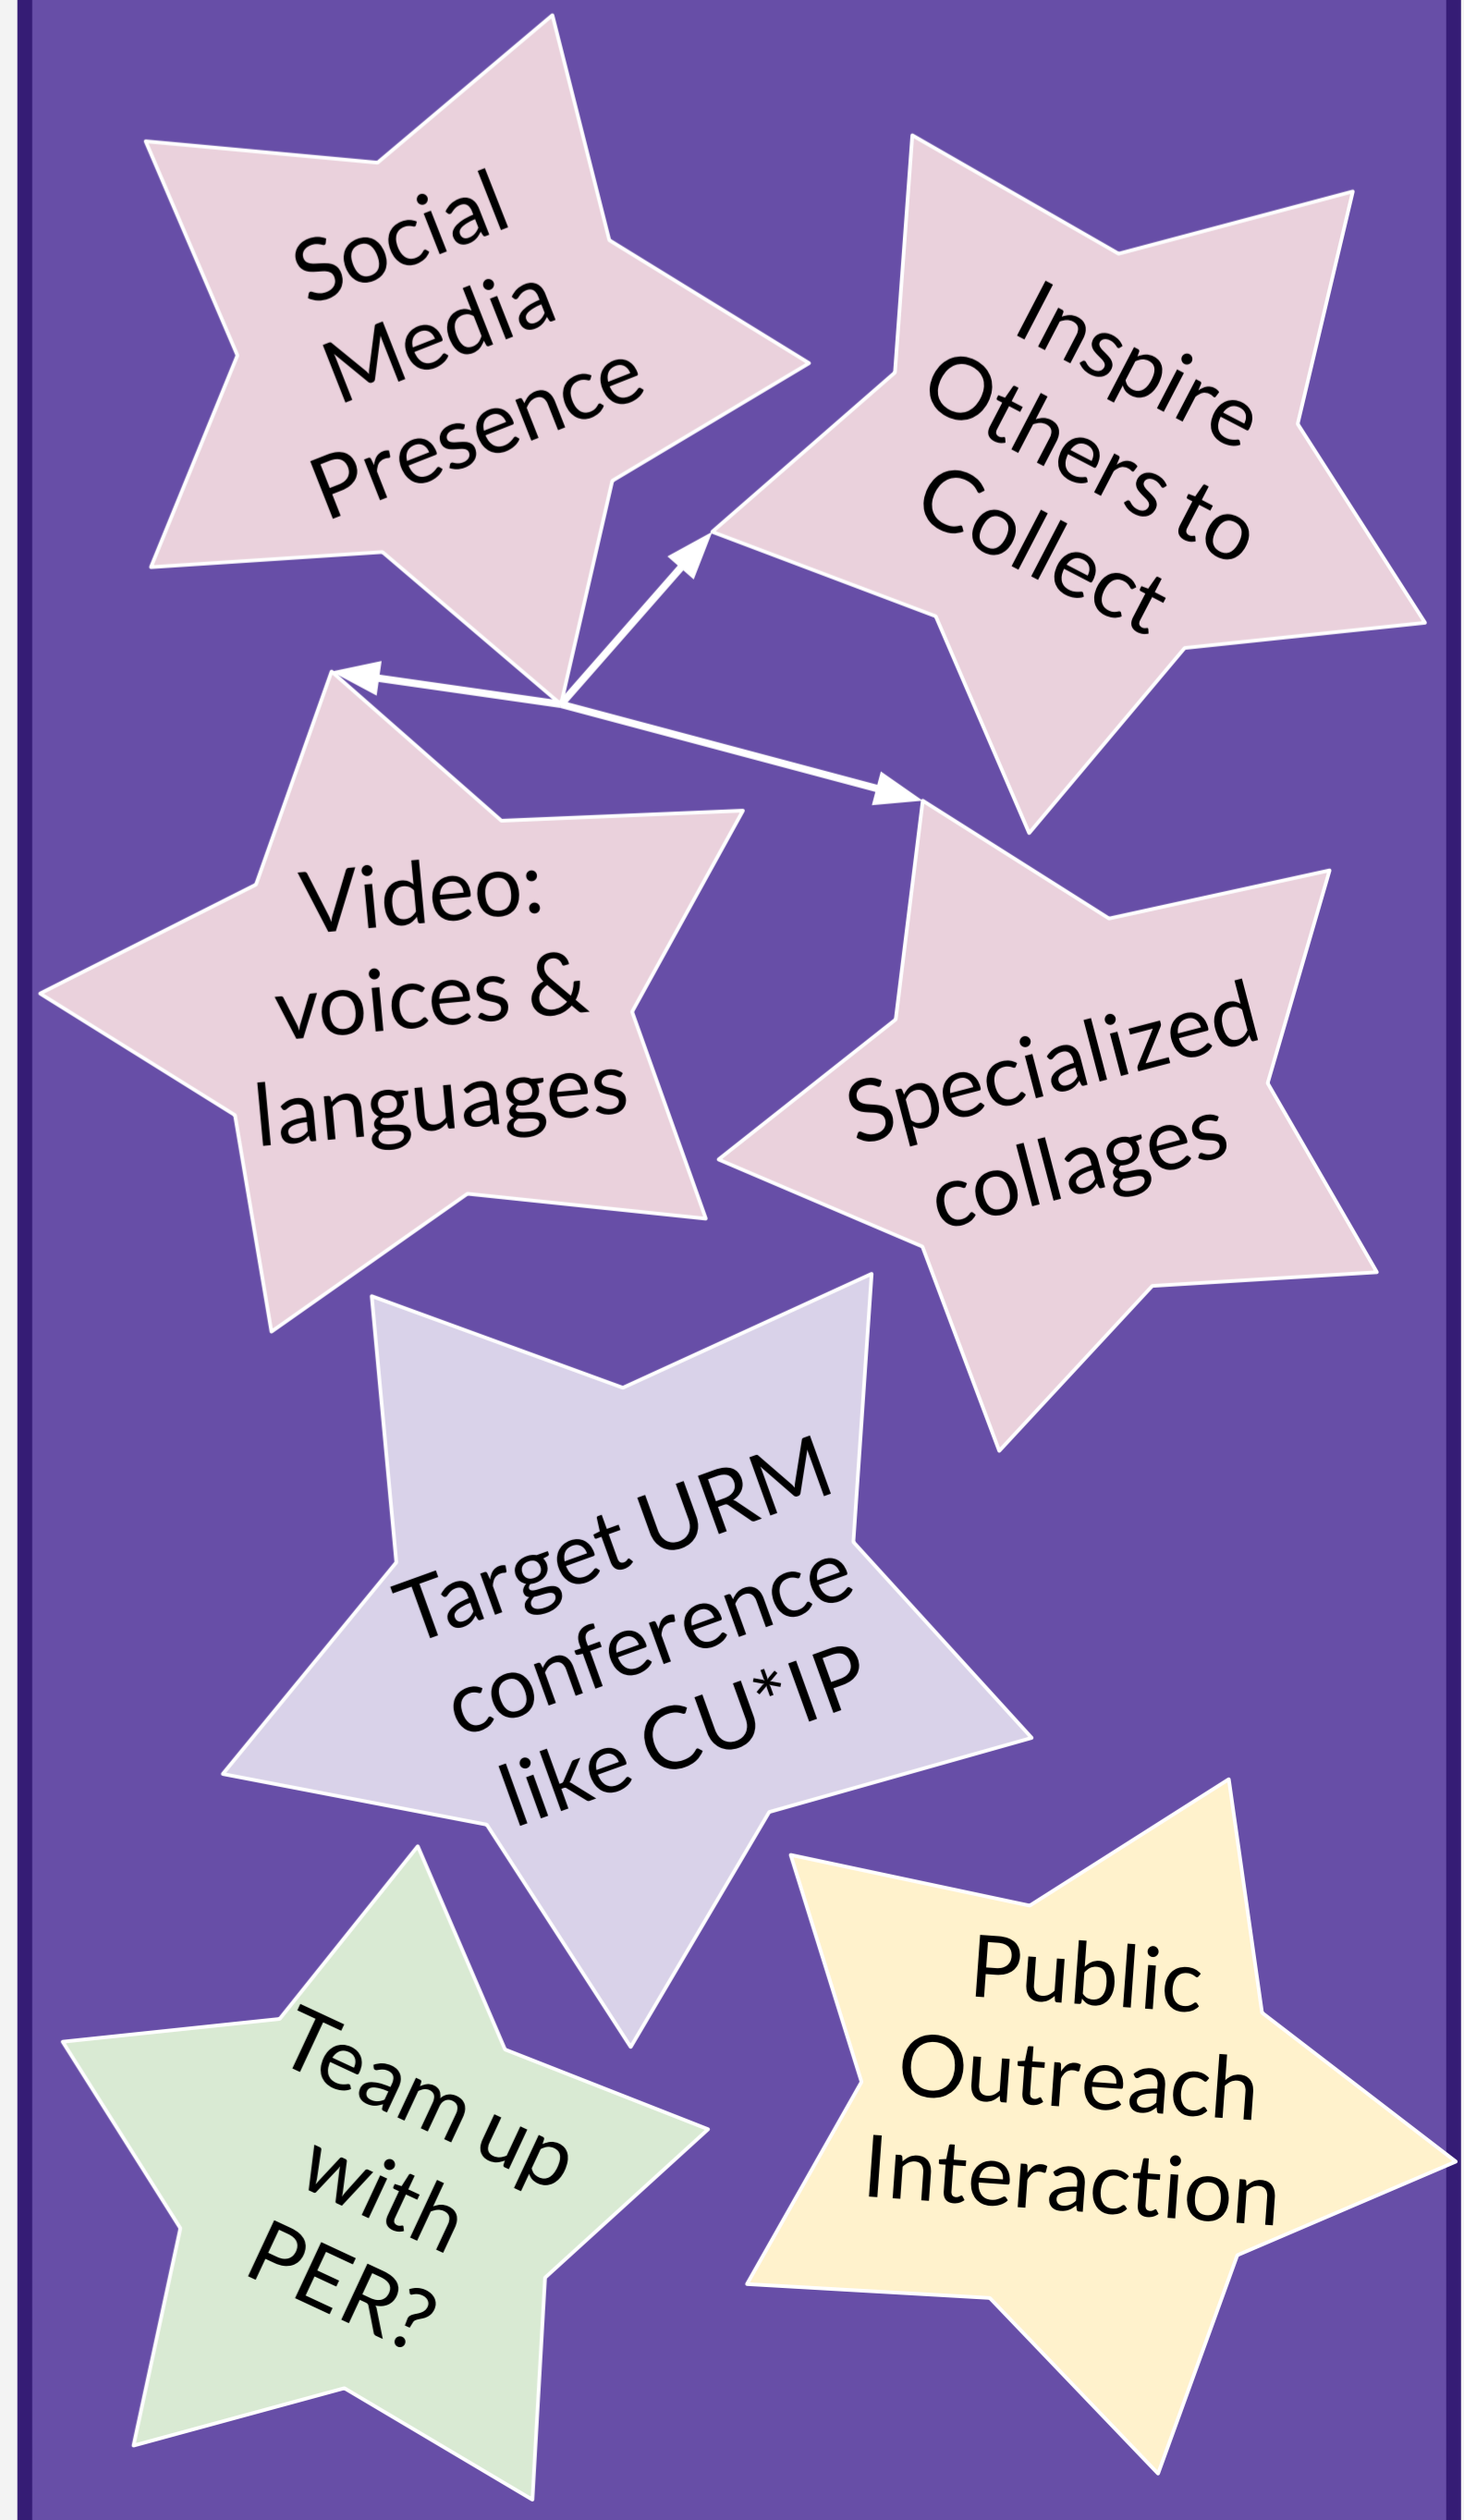 Social
Media
Presence
Inspire
Others to
Collect
Video:
voices &
languages
Specialized
collages
Target URM
conference
like CU*IP
Team up
with
PER?
Public
Outreach
Interaction